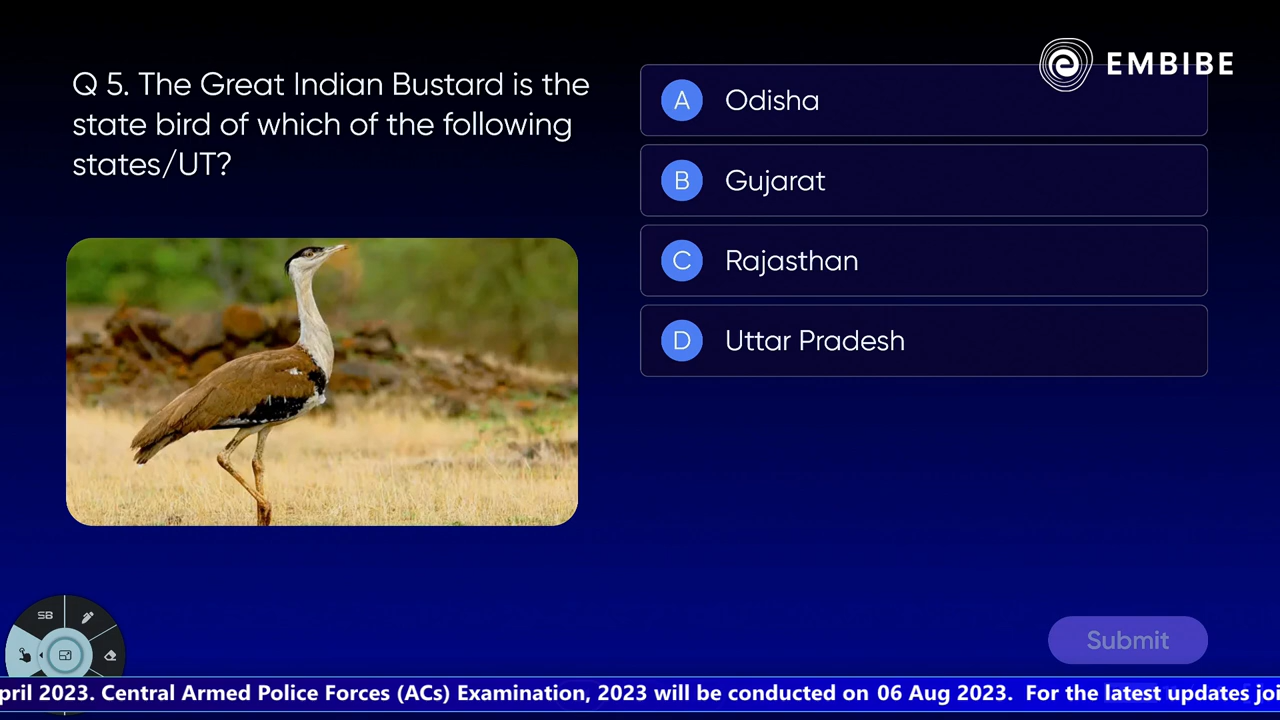 EMBIBE
Q 5. The Great Indian Bustard is the
state bird of which of the following
states/UT?
A Odisha
B Gujarat
C Rajasthan
D Uttar Pradesh
SB
Submit
pril 2023. Central Armed Police Forces (ACs) Examination, 2023 will be conducted on 06 Aug 2023. For the latest updates joi